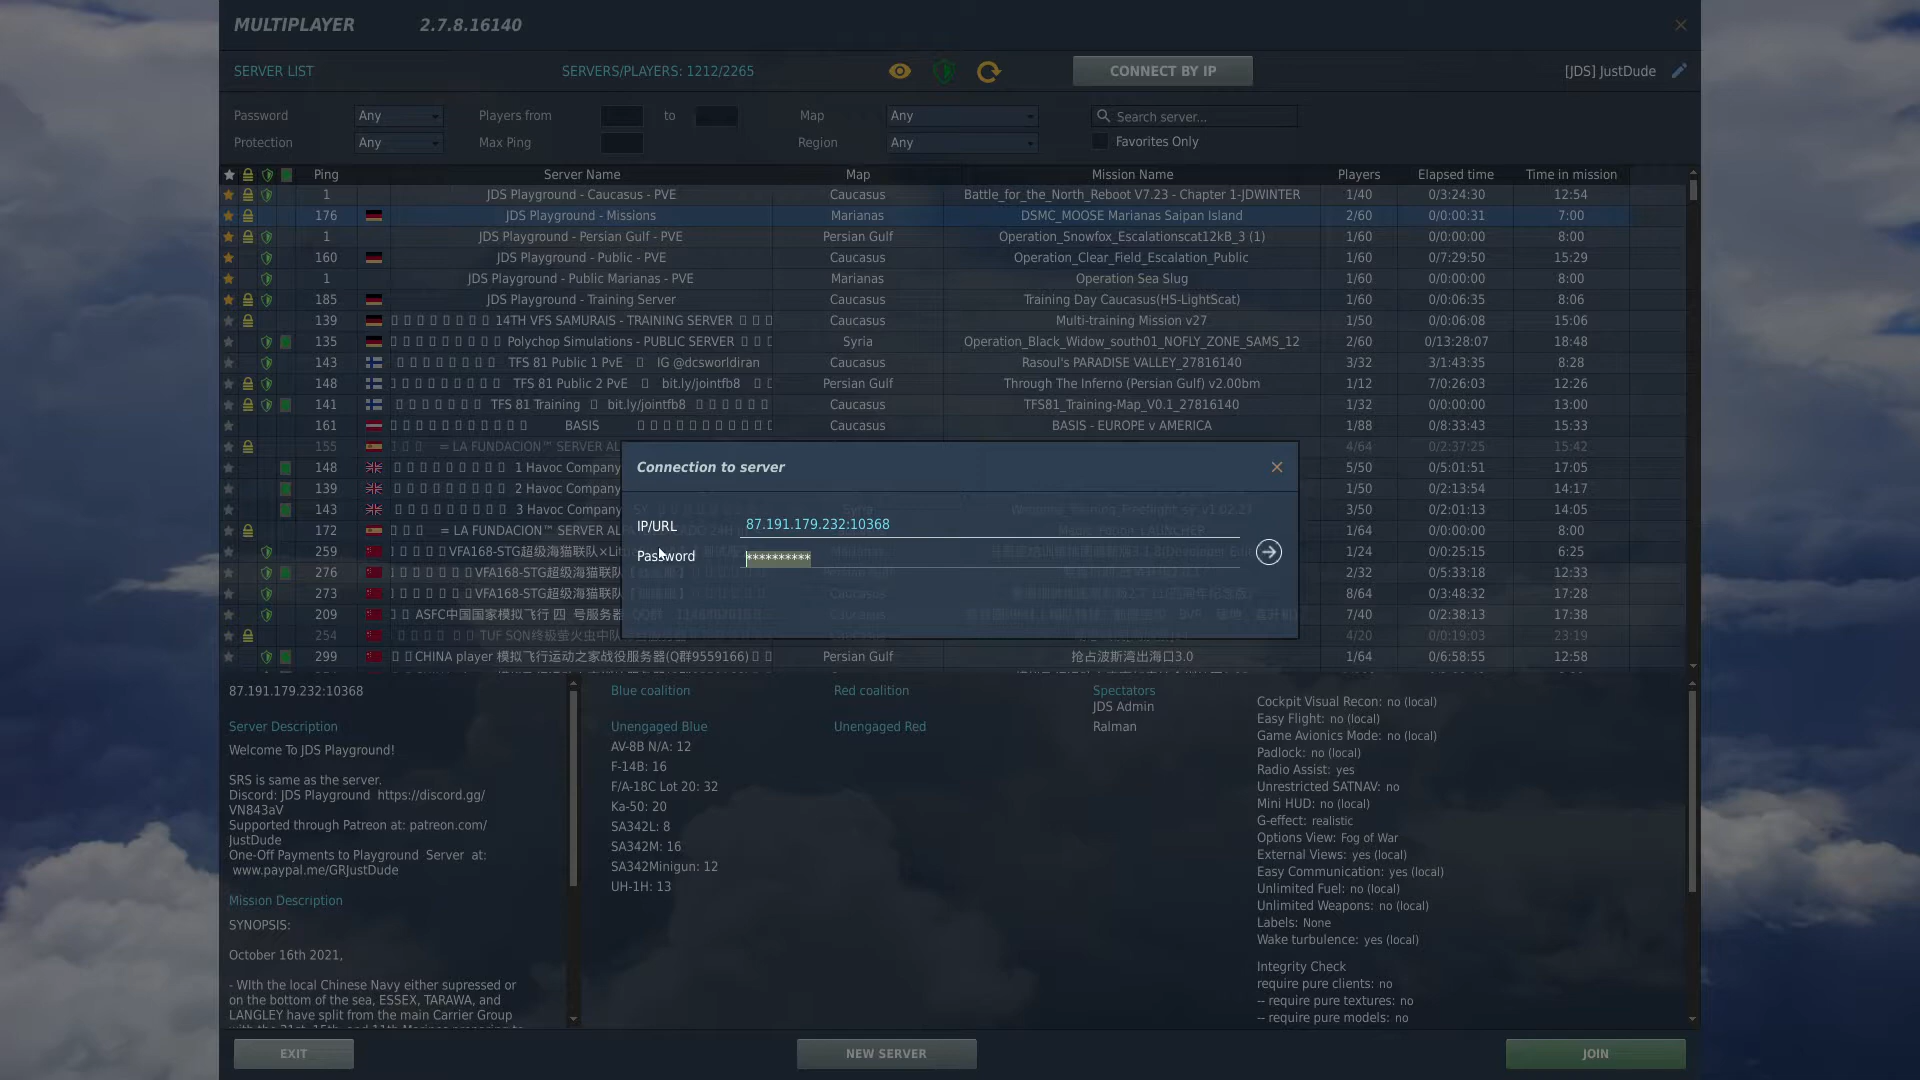 MULTIPLAYER 2.7.8.16140
SERVER LIST SERVERS/PLAYERS: 1212/2265 CONNECT BY IP [JDS] JustDude
Password Any Players from to Map Any Search server...
Protection Any Max Ping Region Any Favorites Only
Ping Server Name Map Mission Name Players Elapsed time Time in mission
1 JDS Playground - Caucasus - PVE Caucasus Battle_for_the_North_Reboot V7.23 - Chapter 1-JDWINTER 1/40 0/3:24:30 12:54
176 JDS Playground - Missions Marianas DSMC_MOOSE Marianas Saipan Island 2/60 0/0:00:31 7:00
1 JDS Playground - Persian Gulf - PVE Persian Gulf Operation_Snowfox_Escalationscat12kB_3 (1) 1/60 0/0:00:00 8:00
160 JDS Playground - Public - PVE Caucasus Operation_Clear_Field_Escalation_Public 1/60 0/7:29:50 15:29
1 JDS Playground - Public Marianas - PVE Marianas Operation Sea Slug 1/60 0/0:00:00 8:00
185 JDS Playground - Training Server Caucasus Training Day Caucasus(HS-LightScat) 1/60 0/0:06:35 8:06
139 14TH VFS SAMURAIS - TRAINING SERVER Caucasus Multi-training Mission v27 1/50 0/0:06:08 15:06
135 Polychop Simulations - PUBLIC SERVER Syria Operation_Black_Widow_south01_NOFLY_ZONE_SAMS_12 2/60 0/13:28:07 18:48
143 TFS 81 Public 1 PvE IG @dcsworldiran Caucasus Rasoul's PARADISE VALLEY_27816140 3/32 1/1:43:35 8:28
148 TFS 81 Public 2 PvE bit.ly/jointfb8 Persian Gulf Through The Inferno (Persian Gulf) v2.00bm 1/12 7/0:26:03 12:26
141 TFS 81 Training bit.ly/jointfb8 Caucasus TFS81_Training-Map_V0.1_27816140 1/32 0/0:00:00 13:00
161 BASIS Caucasus BASIS - EUROPE v AMERICA 1/88 0/8:33:43 15:33
155 = LA FUNDACION™ SERVER AL 4/64 0/2:37:25 15:42
148 1 Havoc Company 5/50 0/5:01:51 17:05
139 2 Havoc Company 1/50 0/2:13:54 14:17
143 3 Havoc Company 3/50 0/2:01:13 14:05
172 = LA FUNDACION™ SERVER ALFA 1/64 0/0:00:00 8:00
259 VFA168-STG超级海猫联队×Lit 1/24 0/0:25:15 6:25
276 VFA168-STG超级海猫联队 2/32 0/5:33:18 12:33
273 VFA168-STG超级海猫联队 8/64 0/3:48:32 17:28
209 ASFC中国国家模拟飞行 四 号服务器 7/40 0/2:38:13 17:38
254 TUF SQN终极萤火虫中队 4/20 0/0:19:03 23:19
299 CHINA player 模拟飞行运动之家战役服务器(Q群9559166) Persian Gulf 抢占波斯湾出海口3.0 1/64 0/6:58:55 12:58
Connection to server
IP/URL 87.191.179.232:10368
Password **********
87.191.179.232:10368
Server Description
Welcome To JDS Playground!
SRS is same as the server.
Discord: JDS Playground https://discord.gg/
VN843aV
Supported through Patreon at: patreon.com/
JustDude
One-Off Payments to Playground Server at:
www.paypal.me/GRJustDude
Mission Description
SYNOPSIS:
October 16th 2021,
- WIth the local Chinese Navy either supressed or
on the bottom of the sea, ESSEX, TARAWA, and
LANGLEY have split from the main Carrier Group
Blue coalition
Unengaged Blue
AV-8B N/A: 12
F-14B: 16
F/A-18C Lot 20: 32
Ka-50: 20
SA342L: 8
SA342M: 16
SA342Minigun: 12
UH-1H: 13
Red coalition
Unengaged Red
Spectators
JDS Admin
Ralman
Cockpit Visual Recon: no (local)
Easy Flight: no (local)
Game Avionics Mode: no (local)
Padlock: no (local)
Radio Assist: yes
Unrestricted SATNAV: no
Mini HUD: no (local)
G-effect: realistic
Options View: Fog of War
External Views: yes (local)
Easy Communication: yes (local)
Unlimited Fuel: no (local)
Unlimited Weapons: no (local)
Labels: None
Wake turbulence: yes (local)
Integrity Check
require pure clients: no
-- require pure textures: no
-- require pure models: no
EXIT NEW SERVER JOIN